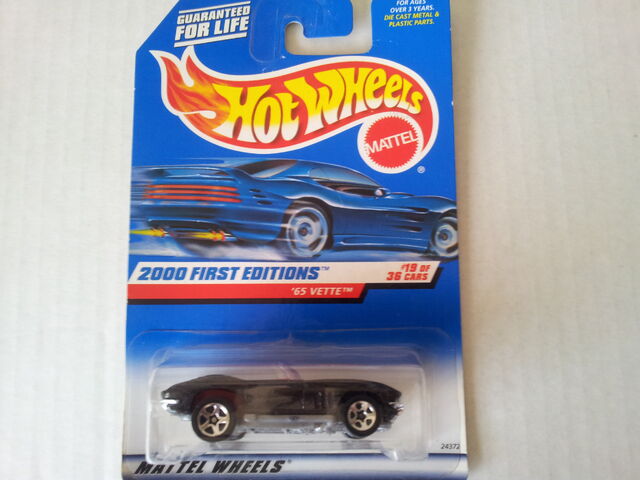 GUARANTEED
FOR LIFE
FOR AGES
OVER 3 YEARS.
DIE CAST METAL &
PLASTIC PARTS.
HOT WHEELS
MATTEL
®
2000 FIRST EDITIONS™
#19 OF
36 CARS
'65 VETTE™
24372
MATTEL WHEELS